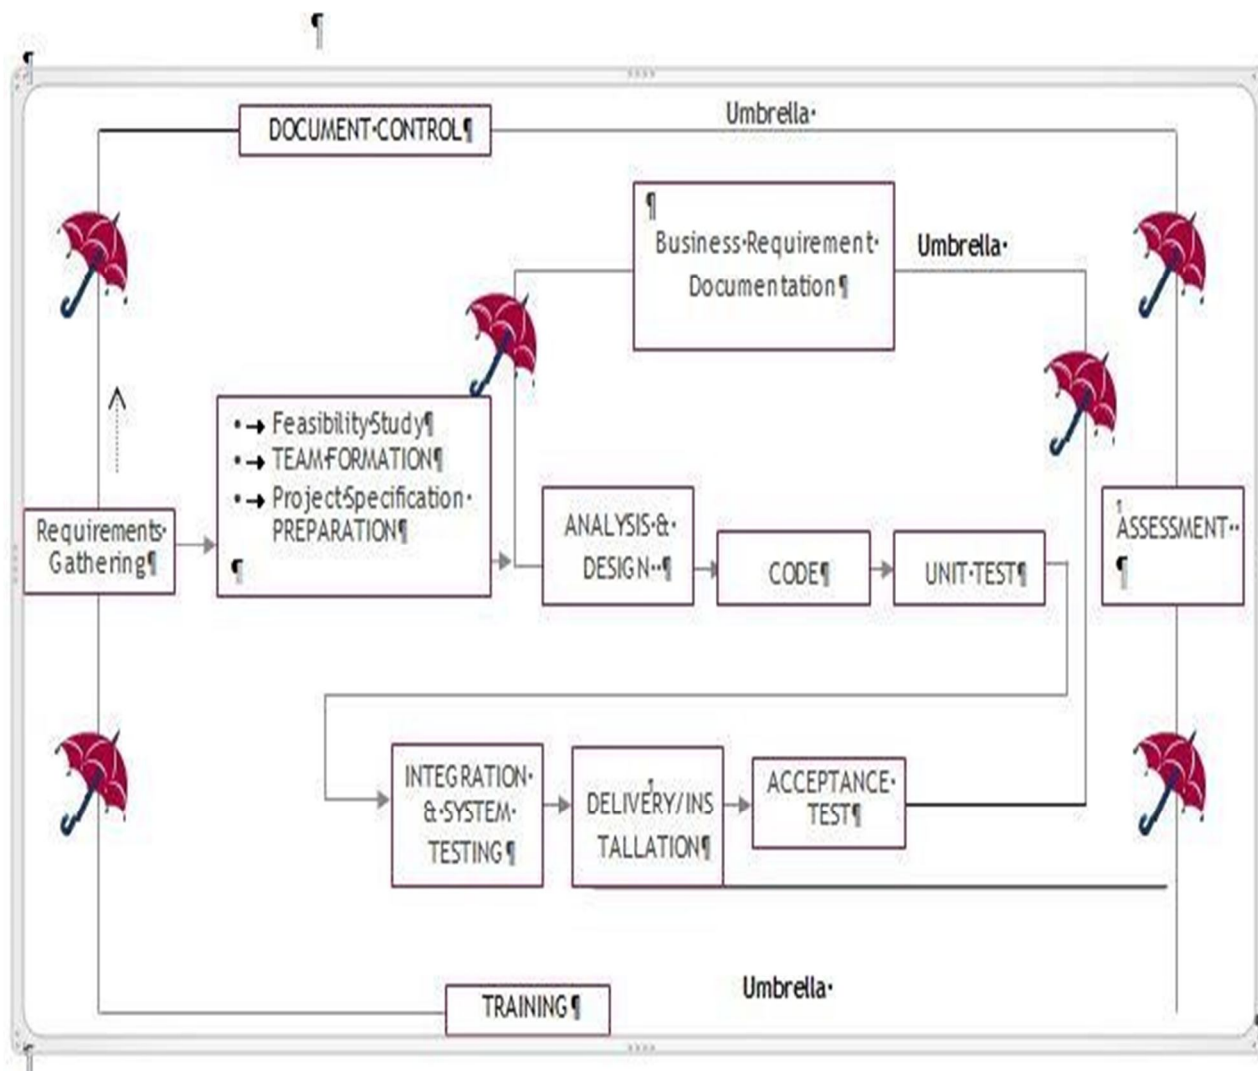 ¶
¶
DOCUMENT·CONTROL¶
Umbrella·
¶
Business·Requirement·
Documentation¶
Umbrella·
•→ Feasibility·Study¶
•→ TEAM·FORMATION¶
•→ Project·Specification·
PREPARATION¶
¶
Requirements·
Gathering¶
ANALYSIS·&·
DESIGN··¶
CODE¶
UNIT·TEST¶
¶
ASSESSMENT··
¶
INTEGRATION·
&·SYSTEM·
TESTING¶
¶
DELIVERY/INS
TALLATION¶
ACCEPTANCE·
TEST¶
Umbrella·
TRAINING¶
¶